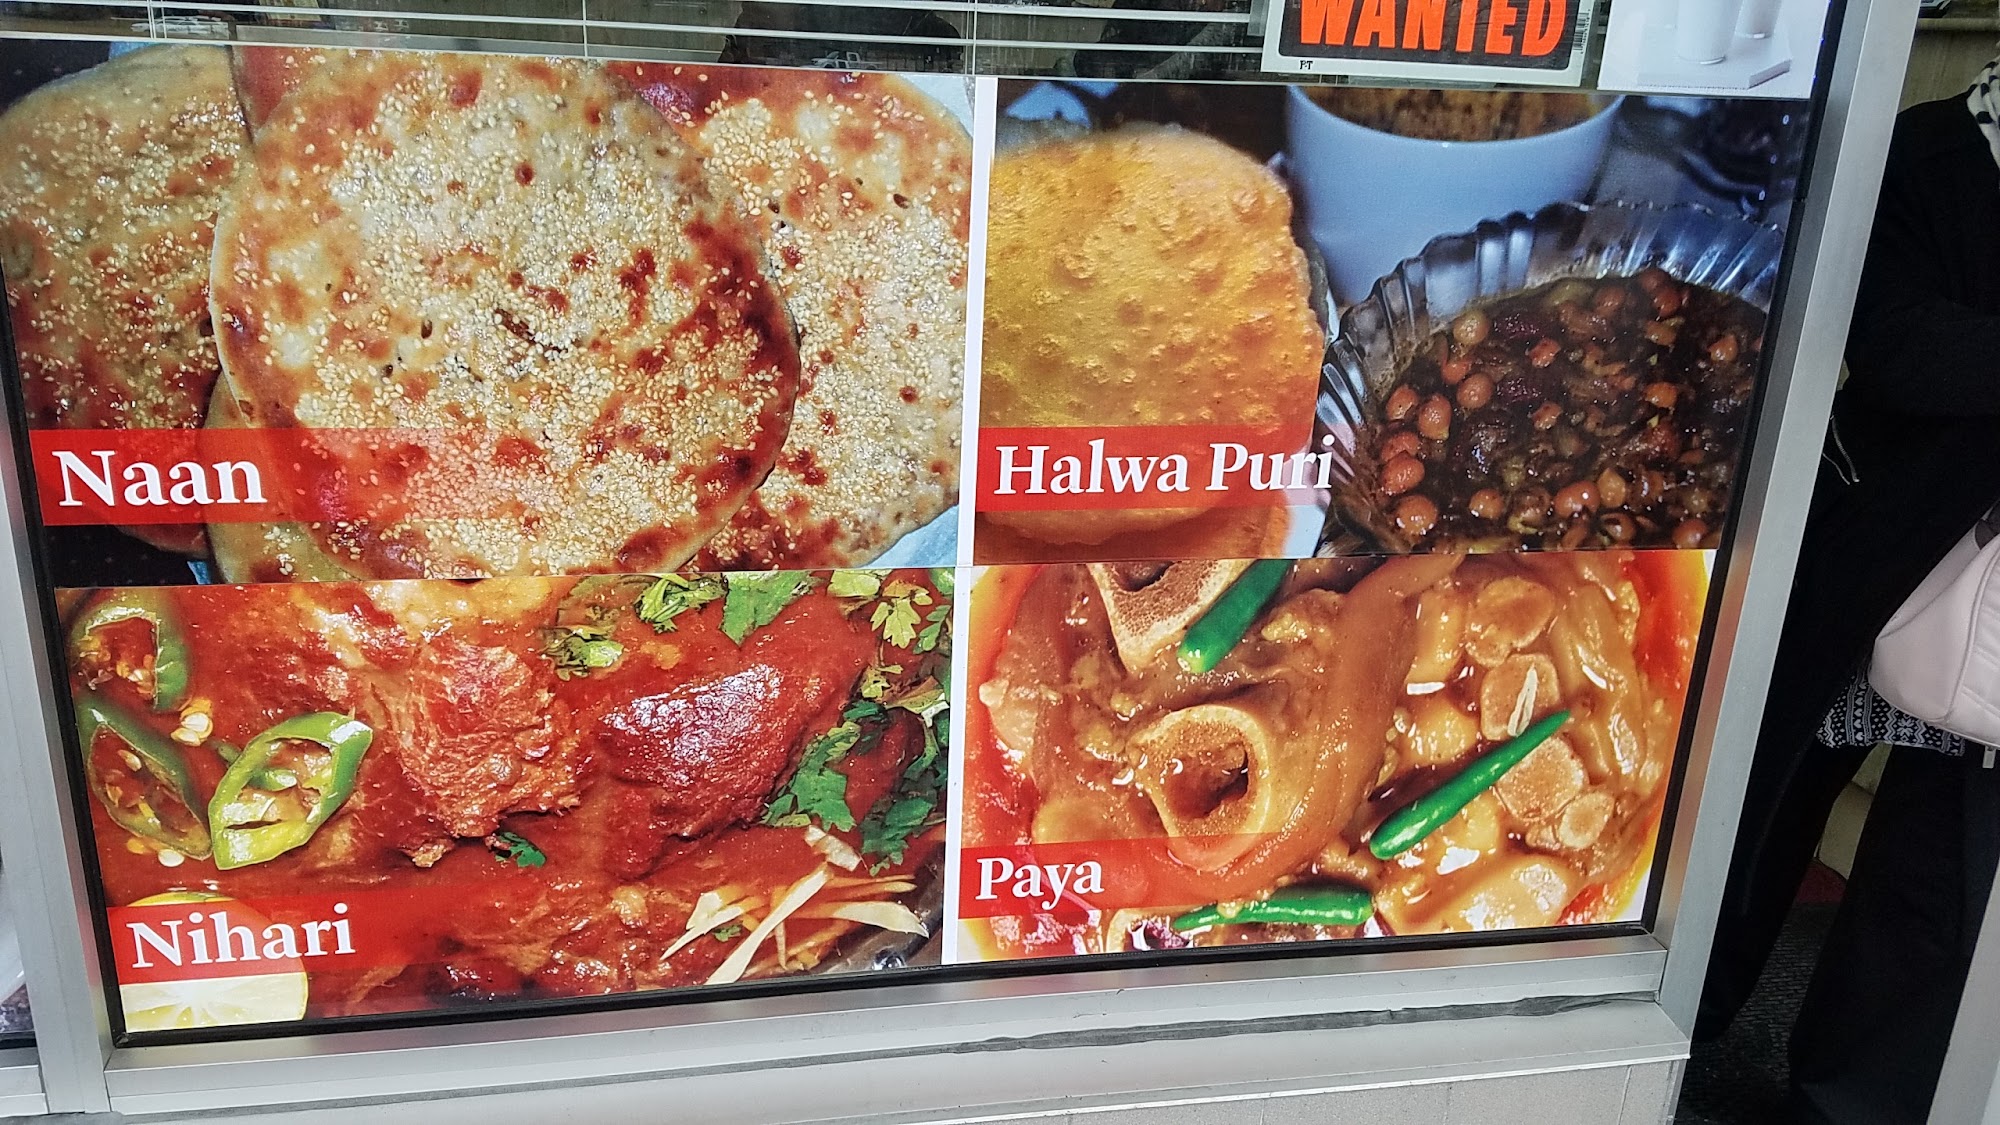 WANTED
P·T
Naan
Halwa Puri
Nihari
Paya